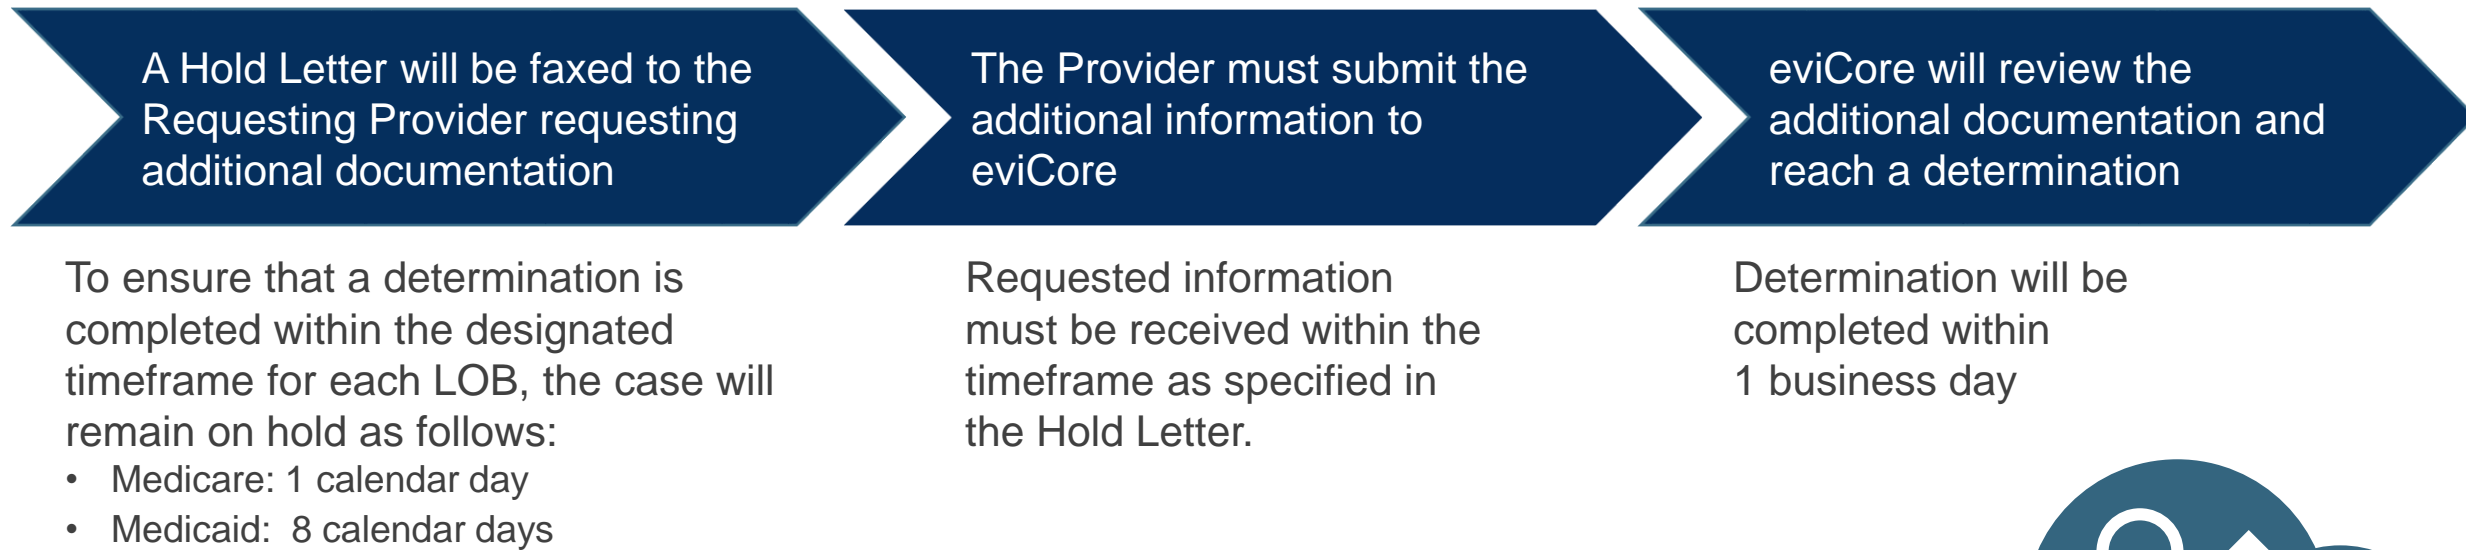 A Hold Letter will be faxed to the
Requesting Provider requesting
additional documentation
The Provider must submit the
additional information to
eviCore
eviCore will review the
additional documentation and
reach a determination
To ensure that a determination is
completed within the designated
timeframe for each LOB, the case will
remain on hold as follows:
• Medicare: 1 calendar day
• Medicaid:  8 calendar days
Requested information
must be received within the
timeframe as specified in
the Hold Letter.
Determination will be
completed within
1 business day